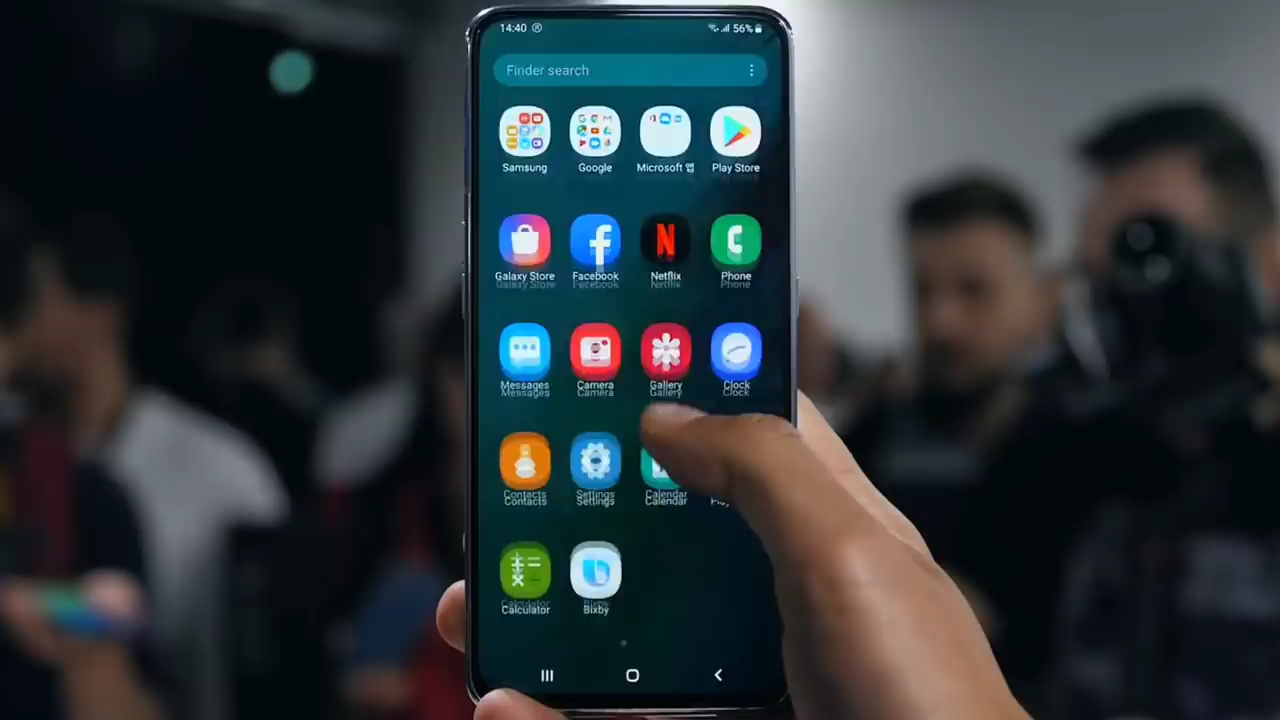 14:40 56%
Finder search
Samsung Google Microsoft 앱 Play Store
Galaxy Store Facebook Netflix Phone
Messages Camera Gallery Clock
Contacts Settings Calendar
Calculator Bixby